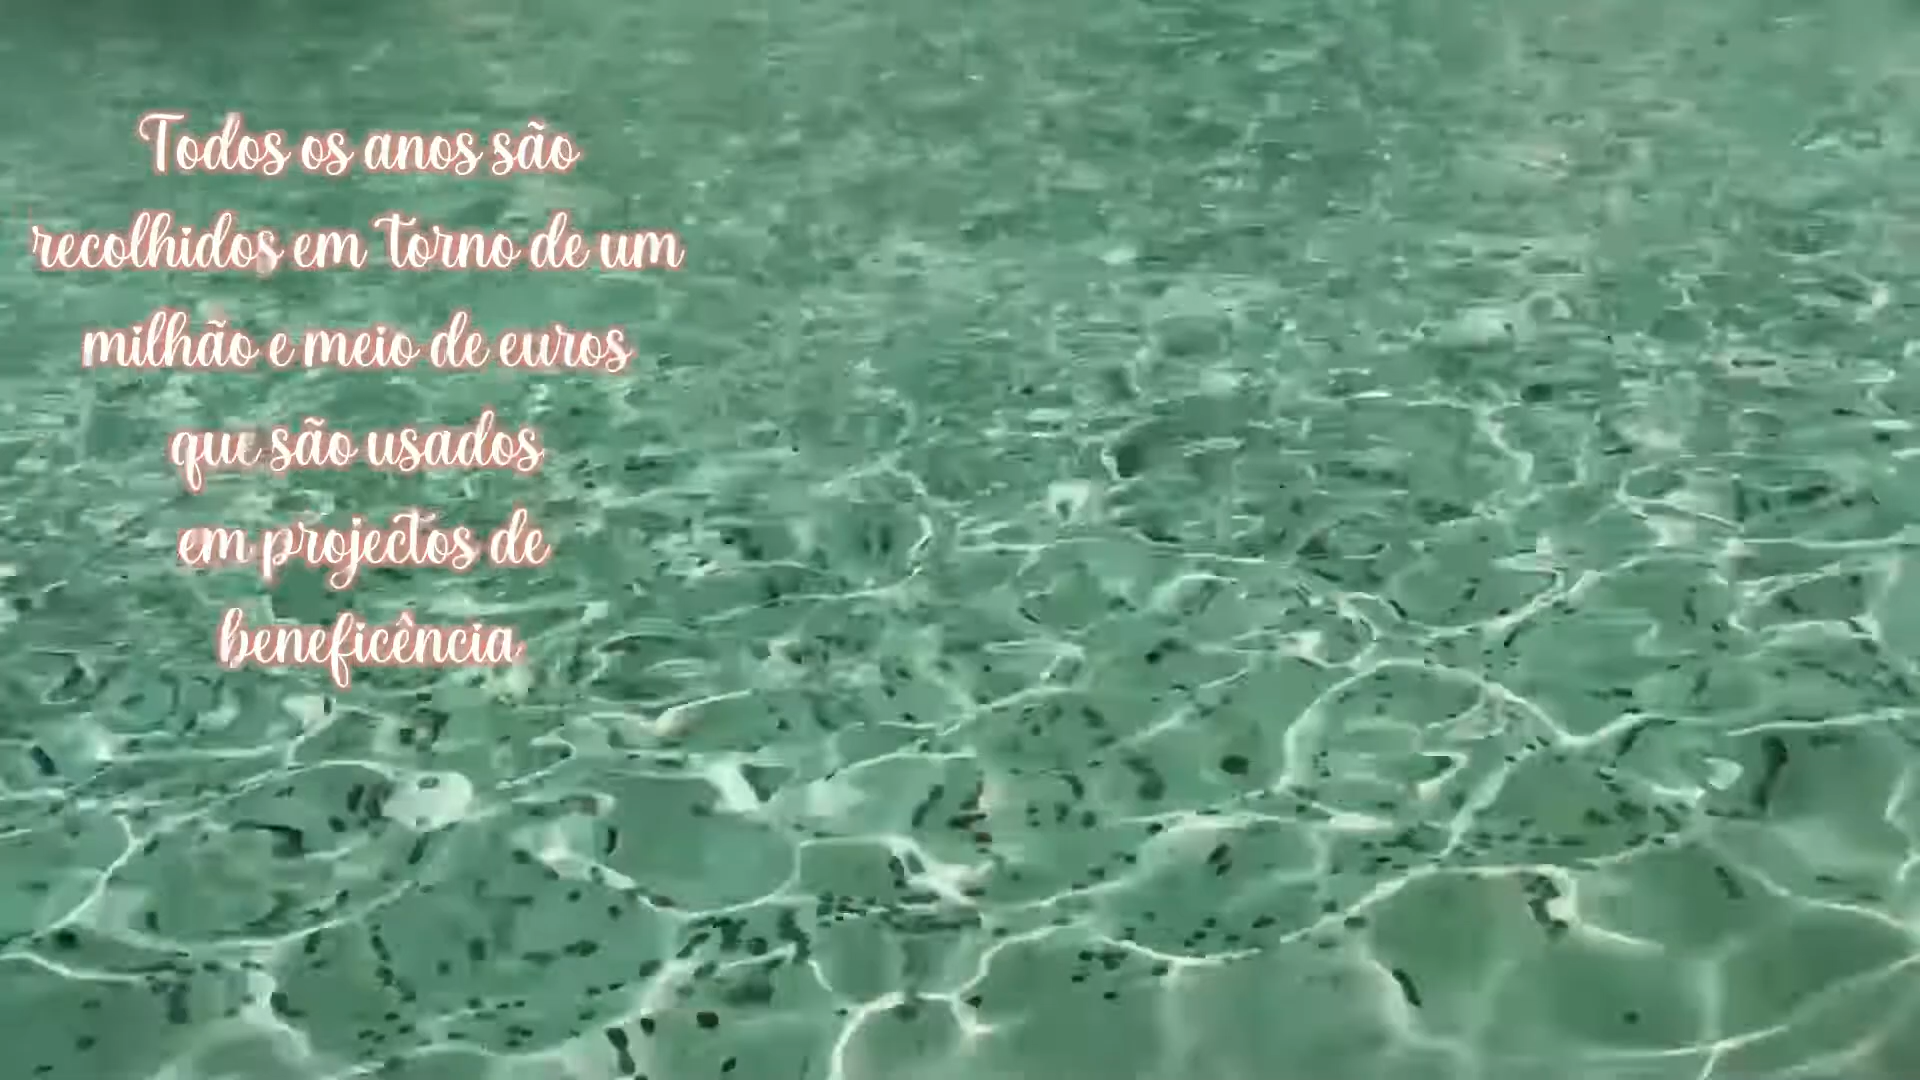 Todos os anos são
recolhidos em torno de um
milhão e meio de euros
que são usados
em projectos de
beneficência